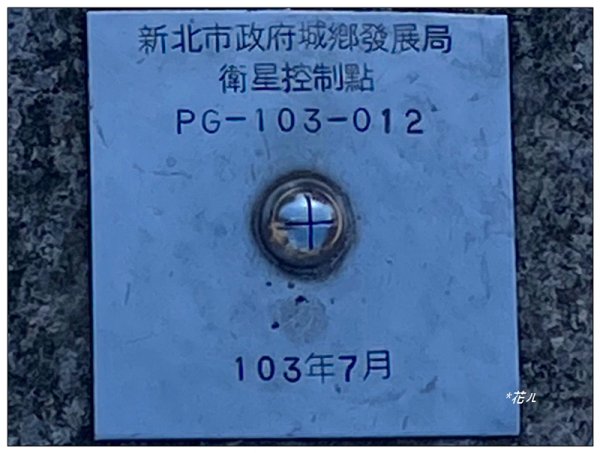 新北市政府城鄉發展局
衛星控制點
PG-103-012
103年7月
*花ㄦ